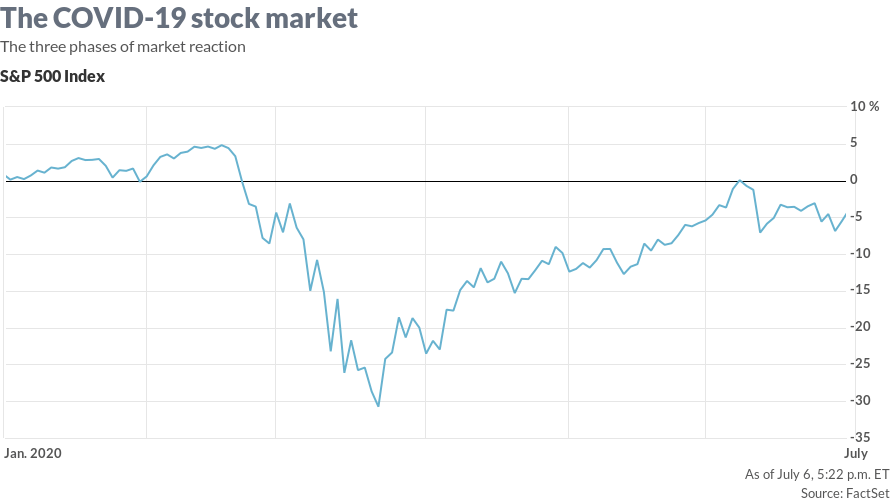 The COVID-19 stock market
The three phases of market reaction
S&P 500 Index
10 %
5
0
-5
-10
-15
-20
-25
-30
-35
Jan. 2020
July
As of July 6, 5:22 p.m. ET
Source: FactSet